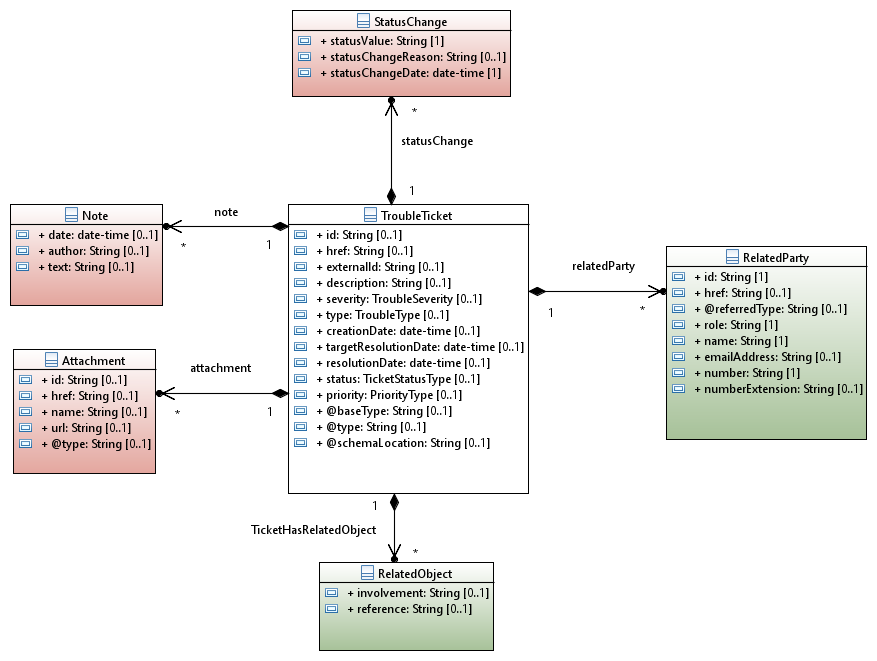 StatusChange
+ statusValue: String [1]
+ statusChangeReason: String [0..1]
+ statusChangeDate: date-time [1]
*
statusChange
1
Note
+ date: date-time [0..1]
+ author: String [0..1]
+ text: String [0..1]
note
*
1
TroubleTicket
+ id: String [0..1]
+ href: String [0..1]
+ externalId: String [0..1]
+ description: String [0..1]
+ severity: TroubleSeverity [0..1]
+ type: TroubleType [0..1]
+ creationDate: date-time [0..1]
+ targetResolutionDate: date-time [0..1]
+ resolutionDate: date-time [0..1]
+ status: TicketStatusType [0..1]
+ priority: PriorityType [0..1]
+ @baseType: String [0..1]
+ @type: String [0..1]
+ @schemaLocation: String [0..1]
relatedParty
1
*
RelatedParty
+ id: String [1]
+ href: String [0..1]
+ @referredType: String [0..1]
+ role: String [1]
+ name: String [1]
+ emailAddress: String [0..1]
+ number: String [1]
+ numberExtension: String [0..1]
Attachment
+ id: String [0..1]
+ href: String [0..1]
+ name: String [0..1]
+ url: String [0..1]
+ @type: String [0..1]
attachment
*
1
1
TicketHasRelatedObject
*
RelatedObject
+ involvement: String [0..1]
+ reference: String [0..1]